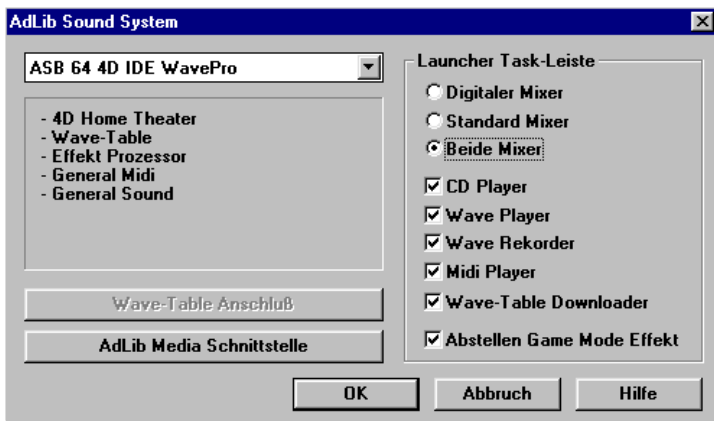 AdLib Sound System
ASB 64 4D IDE WavePro
- 4D Home Theater
- Wave-Table
- Effekt Prozessor
- General Midi
- General Sound
Wave-Table Anschluß
AdLib Media Schnittstelle
Launcher Task-Leiste
Digitaler Mixer
Standard Mixer
Beide Mixer
CD Player
Wave Player
Wave Rekorder
Midi Player
Wave-Table Downloader
Abstellen Game Mode Effekt
OK Abbruch Hilfe